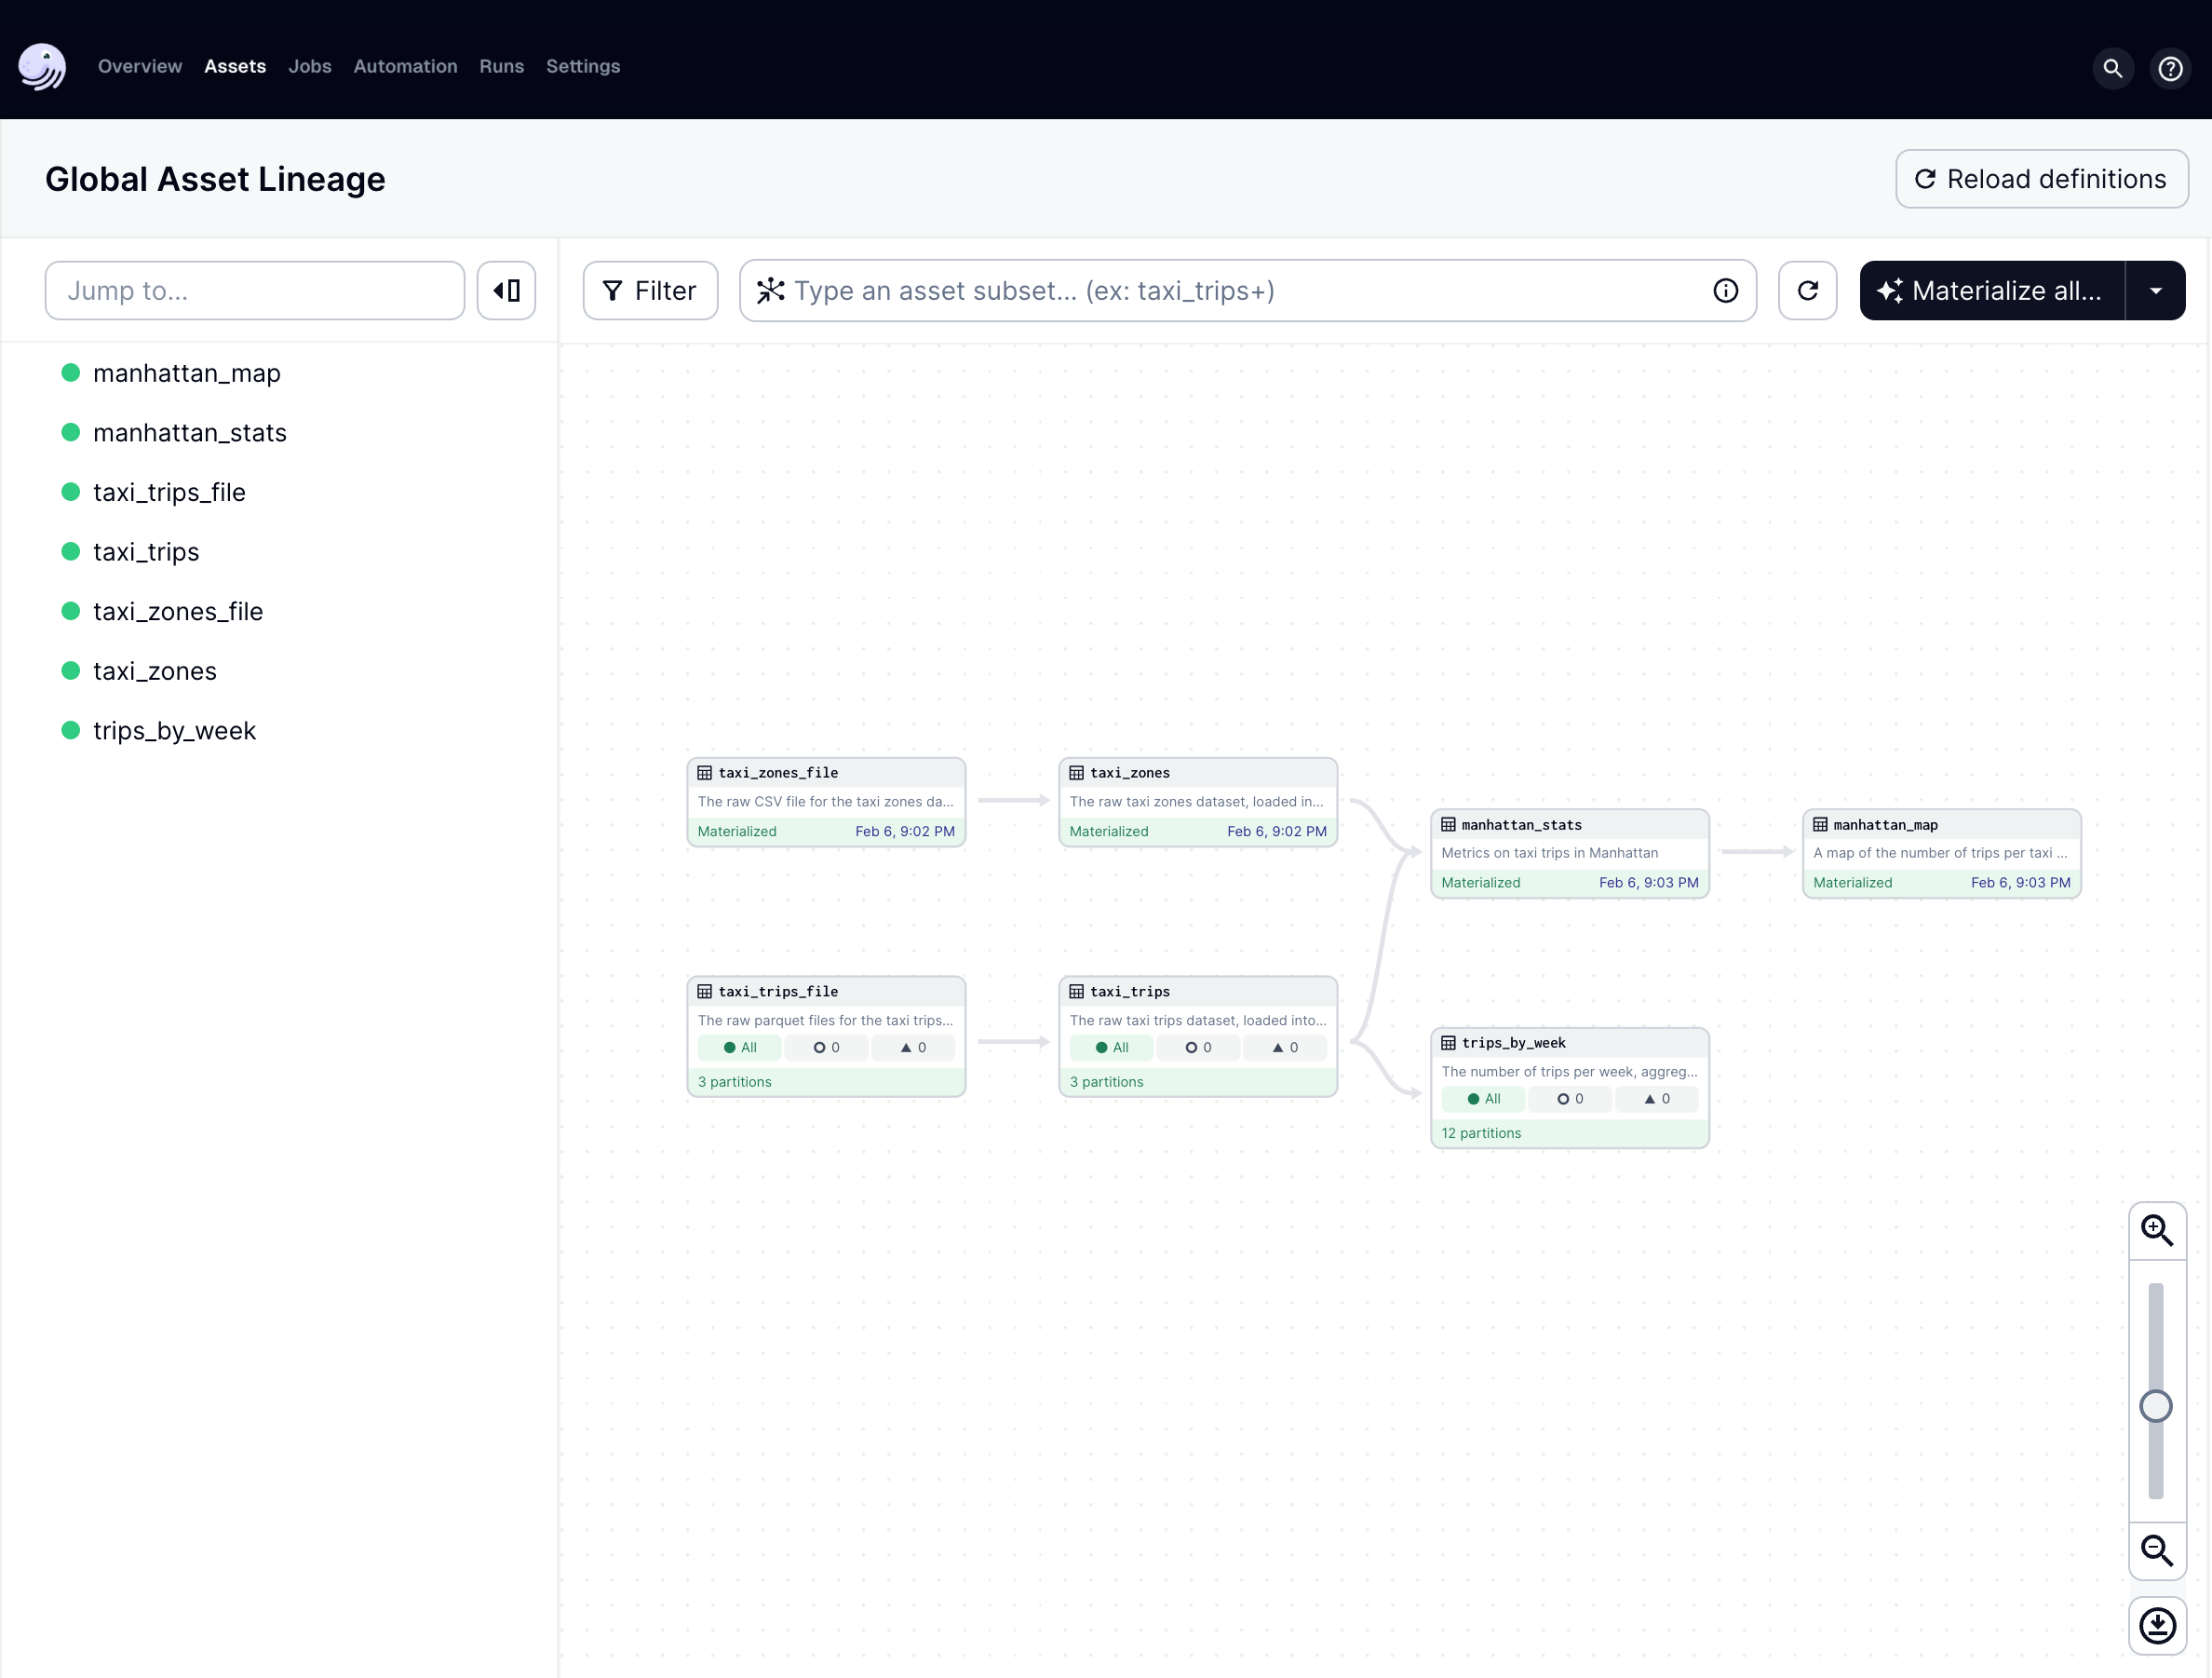 Overview Assets Jobs Automation Runs Settings
Global Asset Lineage
Reload definitions
Jump to...
Filter
Type an asset subset... (ex: taxi_trips+)
Materialize all...
manhattan_map
manhattan_stats
taxi_trips_file
taxi_trips
taxi_zones_file
taxi_zones
trips_by_week
taxi_zones_file
The raw CSV file for the taxi zones da...
Materialized Feb 6, 9:02 PM
taxi_zones
The raw taxi zones dataset, loaded in...
Materialized Feb 6, 9:02 PM
manhattan_stats
Metrics on taxi trips in Manhattan
Materialized Feb 6, 9:03 PM
manhattan_map
A map of the number of trips per taxi ...
Materialized Feb 6, 9:03 PM
taxi_trips_file
The raw parquet files for the taxi trips...
All 0 0
3 partitions
taxi_trips
The raw taxi trips dataset, loaded into...
All 0 0
3 partitions
trips_by_week
The number of trips per week, aggreg...
All 0 0
12 partitions